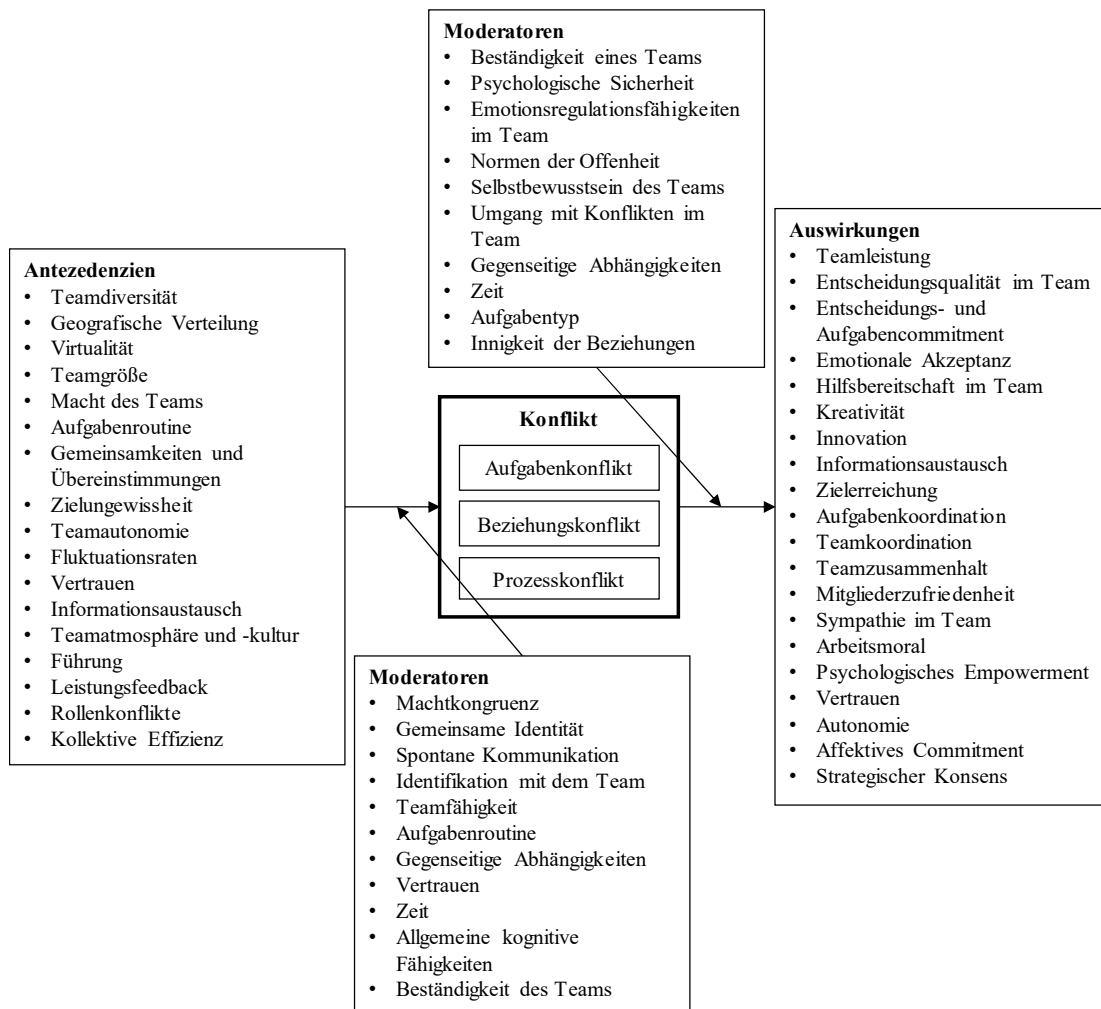 Moderatoren
• Beständigkeit eines Teams
• Psychologische Sicherheit
• Emotionsregulationsfähigkeiten
im Team
• Normen der Offenheit
• Selbstbewusstsein des Teams
• Umgang mit Konflikten im
Team
• Gegenseitige Abhängigkeiten
• Zeit
• Aufgabentyp
• Innigkeit der Beziehungen
Antezedenzien
• Teamdiversität
• Geografische Verteilung
• Virtualität
• Teamgröße
• Macht des Teams
• Aufgabenroutine
• Gemeinsamkeiten und
Übereinstimmungen
• Zielungewissheit
• Teamautonomie
• Fluktuationsraten
• Vertrauen
• Informationsaustausch
• Teamatmosphäre und -kultur
• Führung
• Leistungsfeedback
• Rollenkonflikte
• Kollektive Effizienz
Konflikt
Aufgabenkonflikt
Beziehungskonflikt
Prozesskonflikt
Auswirkungen
• Teamleistung
• Entscheidungsqualität im Team
• Entscheidungs- und
Aufgabencommitment
• Emotionale Akzeptanz
• Hilfsbereitschaft im Team
• Kreativität
• Innovation
• Informationsaustausch
• Zielerreichung
• Aufgabenkoordination
• Teamkoordination
• Teamzusammenhalt
• Mitgliederzufriedenheit
• Sympathie im Team
• Arbeitsmoral
• Psychologisches Empowerment
• Vertrauen
• Autonomie
• Affektives Commitment
• Strategischer Konsens
Moderatoren
• Machtkongruenz
• Gemeinsame Identität
• Spontane Kommunikation
• Identifikation mit dem Team
• Teamfähigkeit
• Aufgabenroutine
• Gegenseitige Abhängigkeiten
• Vertrauen
• Zeit
• Allgemeine kognitive
Fähigkeiten
• Beständigkeit des Teams